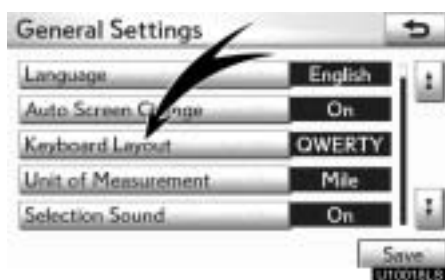 General Settings
Language English
Auto Screen Change On
Keyboard Layout QWERTY
Unit of Measurement Mile
Selection Sound On
Save